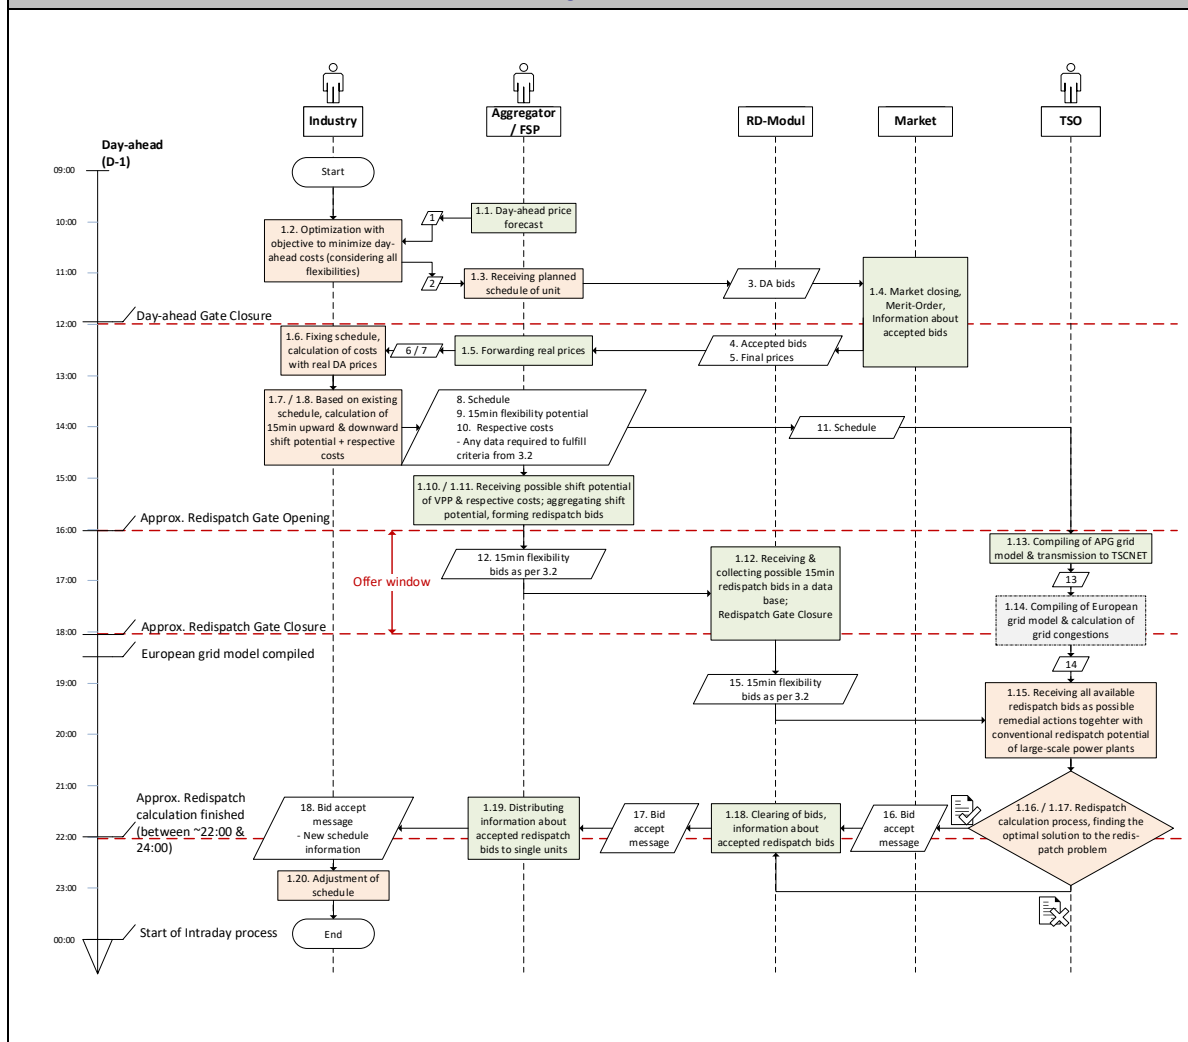 Industry
Aggregator
/ FSP
RD-Modul
Market
TSO
Day-ahead
(D-1)
09:00
Start
10:00
1
1.1. Day-ahead price
forecast
1.2. Optimization with
objective to minimize day-
ahead costs (considering all
flexibilities)
11:00
2
1.3. Receiving planned
schedule of unit
3. DA bids
1.4. Market closing,
Merit-Order,
Information about
accepted bids
Day-ahead Gate Closure
12:00
1.6. Fixing schedule,
calculation of costs
with real DA prices
6 / 7
1.5. Forwarding real prices
4. Accepted bids
5. Final prices
13:00
1.7. / 1.8. Based on existing
schedule, calculation of
15min upward & downward
shift potential + respective
costs
8. Schedule
9. 15min flexibility potential
10. Respective costs
- Any data required to fulfill
criteria from 3.2
11. Schedule
14:00
15:00
1.10. / 1.11. Receiving possible shift potential
of VPP & respective costs; aggregating shift
potential, forming redispatch bids
Approx. Redispatch Gate Opening
16:00
1.13. Compiling of APG grid
model & transmission to TSCNET
12. 15min flexibility
bids as per 3.2
1.12. Receiving &
collecting possible 15min
redispatch bids in a data
base;
Redispatch Gate Closure
13
Offer window
17:00
1.14. Compiling of European
grid model & calculation of
grid congestions
Approx. Redispatch Gate Closure
18:00
European grid model compiled
14
19:00
15. 15min flexibility
bids as per 3.2
1.15. Receiving all available
redispatch bids as possible
remedial actions togehter with
conventional redispatch potential
of large-scale power plants
20:00
21:00
Approx. Redispatch
calculation finished
(between ~22:00 &
24:00)
22:00
18. Bid accept
message
- New schedule
information
1.19. Distributing
information about
accepted redispatch
bids to single units
17. Bid
accept
message
1.18. Clearing of bids,
information about
accepted redispatch bids
16. Bid
accept
message
1.16. / 1.17. Redispatch
calculation process, finding the
optimal solution to the redis-
patch problem
23:00
1.20. Adjustment of
schedule
End
00:00
Start of Intraday process